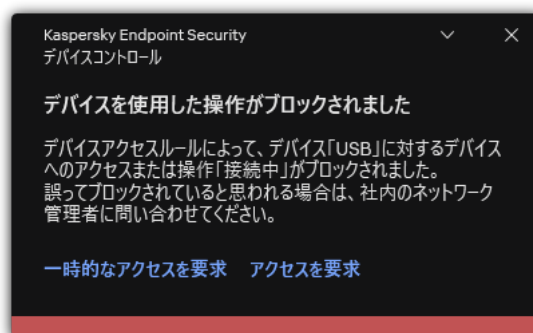 Kaspersky Endpoint Security
デバイスコントロール
デバイスを使用した操作がブロックされました
デバイスアクセスルールによって、デバイス「USB」に対するデバイス
へのアクセスまたは操作「接続中」がブロックされました。
誤ってブロックされていると思われる場合は、社内のネットワーク
管理者に問い合わせてください。
一時的なアクセスを要求 アクセスを要求